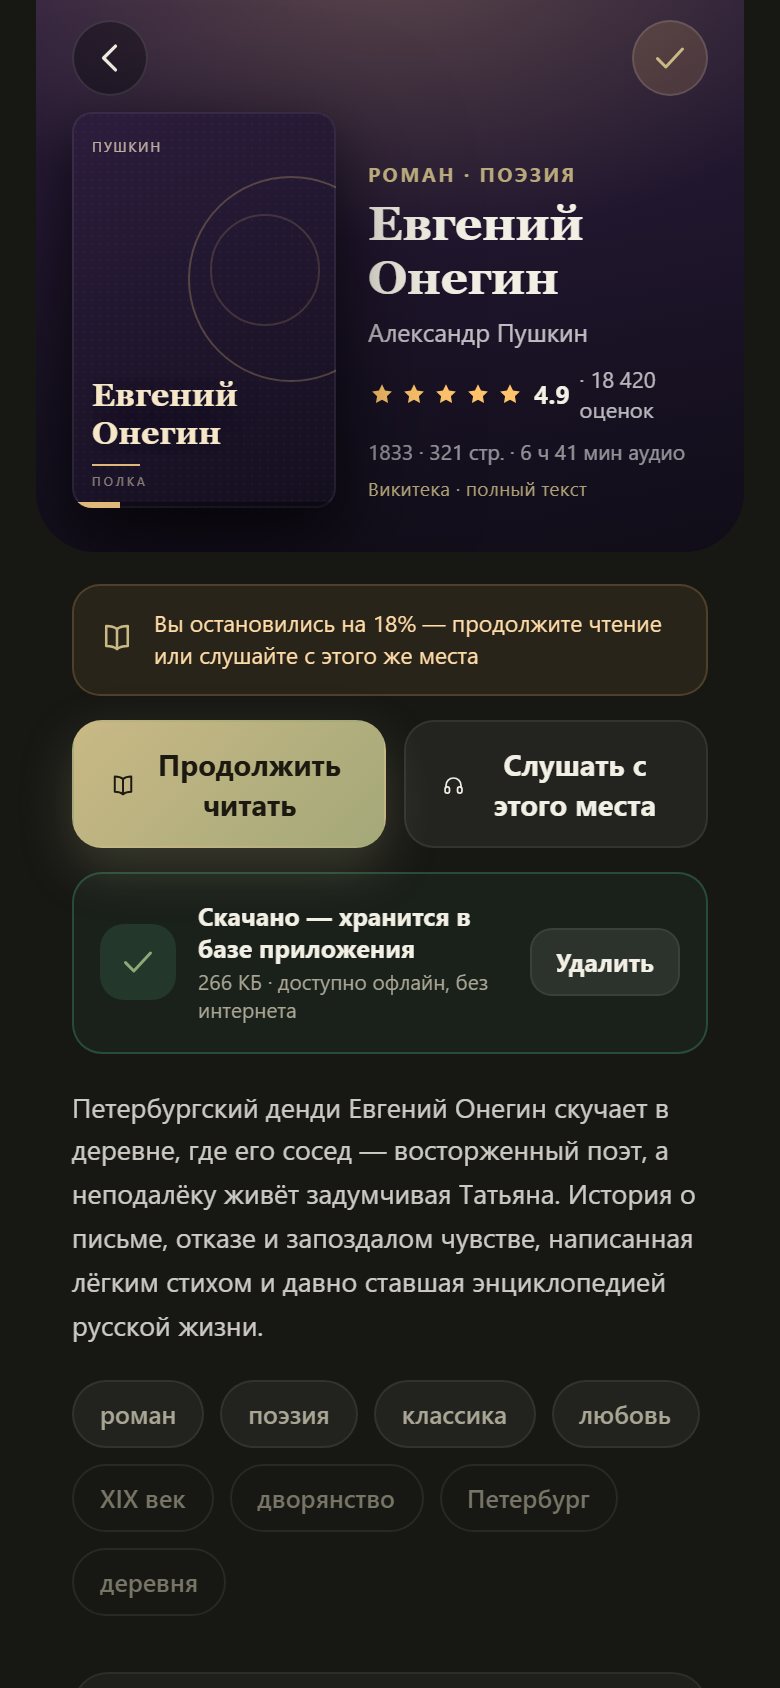 ПУШКИН
Евгений
Онегин
ПОЛКА
РОМАН · ПОЭЗИЯ
Евгений
Онегин
Александр Пушкин
4.9 · 18 420
оценок
1833 · 321 стр. · 6 ч 41 мин аудио
Викитека · полный текст
Вы остановились на 18% — продолжите чтение
или слушайте с этого же места
Продолжить
читать
Слушать с
этого места
Скачано — хранится в
базе приложения
266 КБ · доступно офлайн, без
интернета
Удалить
Петербургский денди Евгений Онегин скучает в
деревне, где его сосед — восторженный поэт, а
неподалёку живёт задумчивая Татьяна. История о
письме, отказе и запоздалом чувстве, написанная
лёгким стихом и давно ставшая энциклопедией
русской жизни.
роман поэзия классика любовь
XIX век дворянство Петербург
деревня